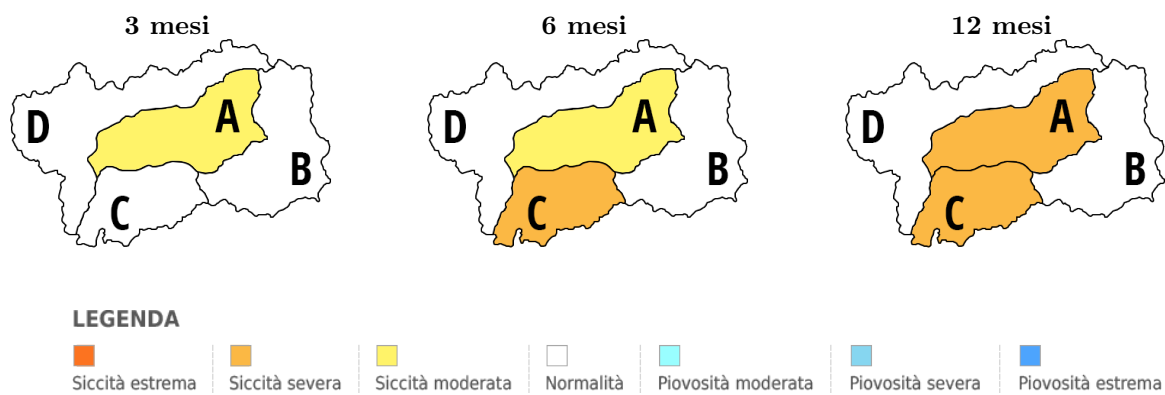 3 mesi
6 mesi
12 mesi
D
A
B
C
D
A
B
C
D
A
B
C
LEGENDA
Siccità estrema
Siccità severa
Siccità moderata
Normalità
Piovosità moderata
Piovosità severa
Piovosità estrema